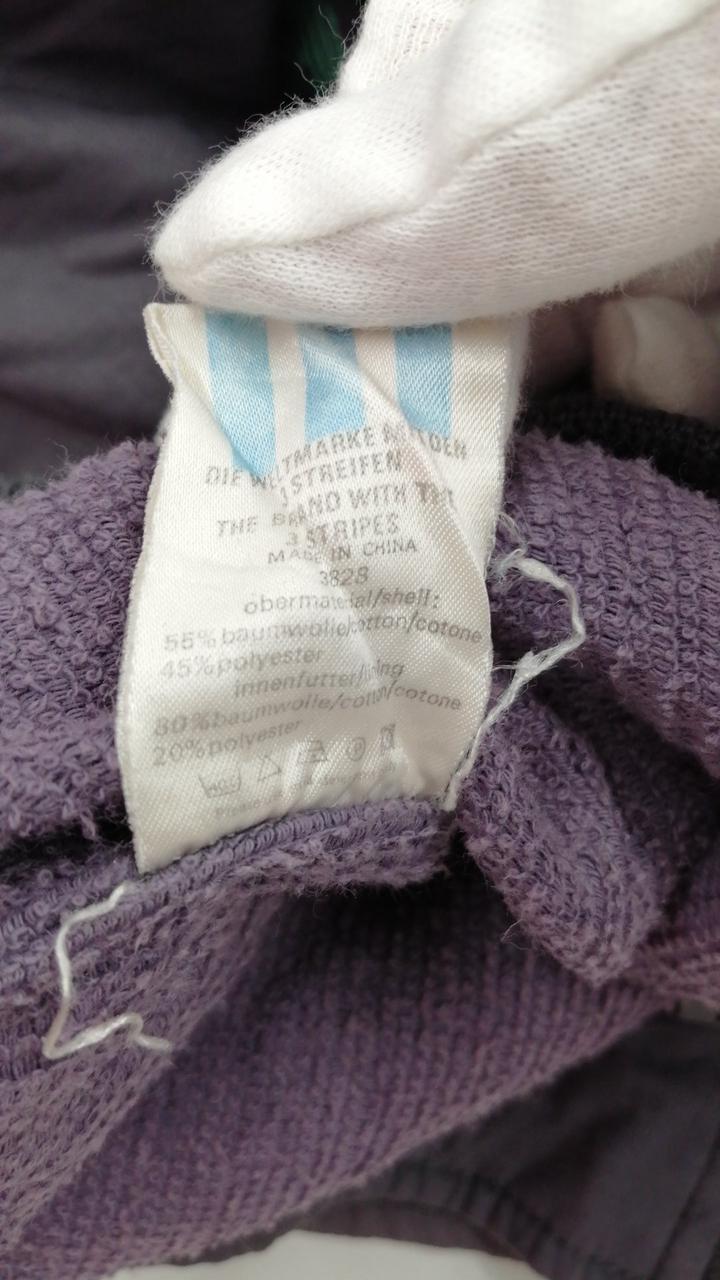 DIE WELTMARKE MIT DEN
3 STREIFEN
THE BRAND WITH THE
3 STRIPES
MADE IN CHINA
3828
obermaterial/shell:
55%baumwolle/cotton/cotone
45%polyester
innenfutter/lining
80%baumwolle/cotton/cotone
20%polyester